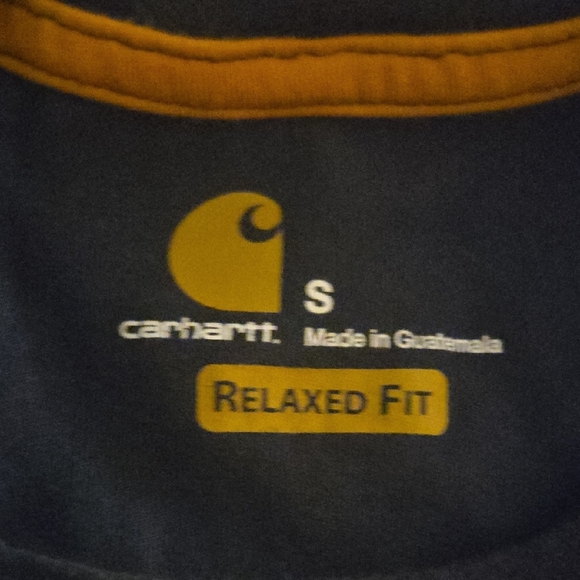 S
carhartt.
Made in Guatemala
RELAXED FIT